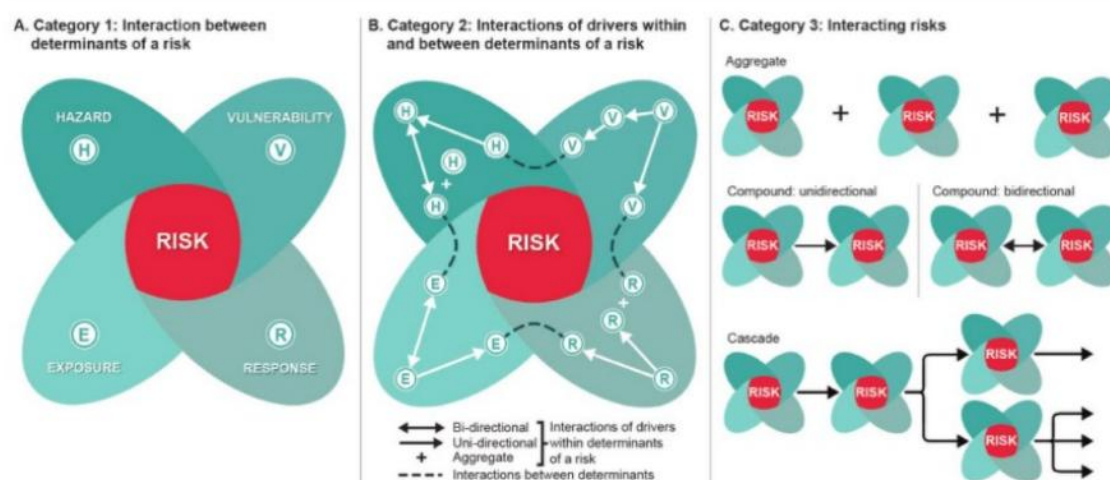 A. Category 1: Interaction between
determinants of a risk
HAZARD
H
VULNERABILITY
V
RISK
E
EXPOSURE
R
RESPONSE
B. Category 2: Interactions of drivers within
and between determinants of a risk
H
H
V
V
V
H
+
H
V
RISK
E
R
+
R
E
R
E
R
Bi-directional
Uni-directional
+ Aggregate
Interactions of drivers
within determinants
of a risk
Interactions between determinants
C. Category 3: Interacting risks
Aggregate
RISK + RISK + RISK
Compound: unidirectional
RISK RISK
Compound: bidirectional
RISK RISK
Cascade
RISK RISK
RISK
RISK